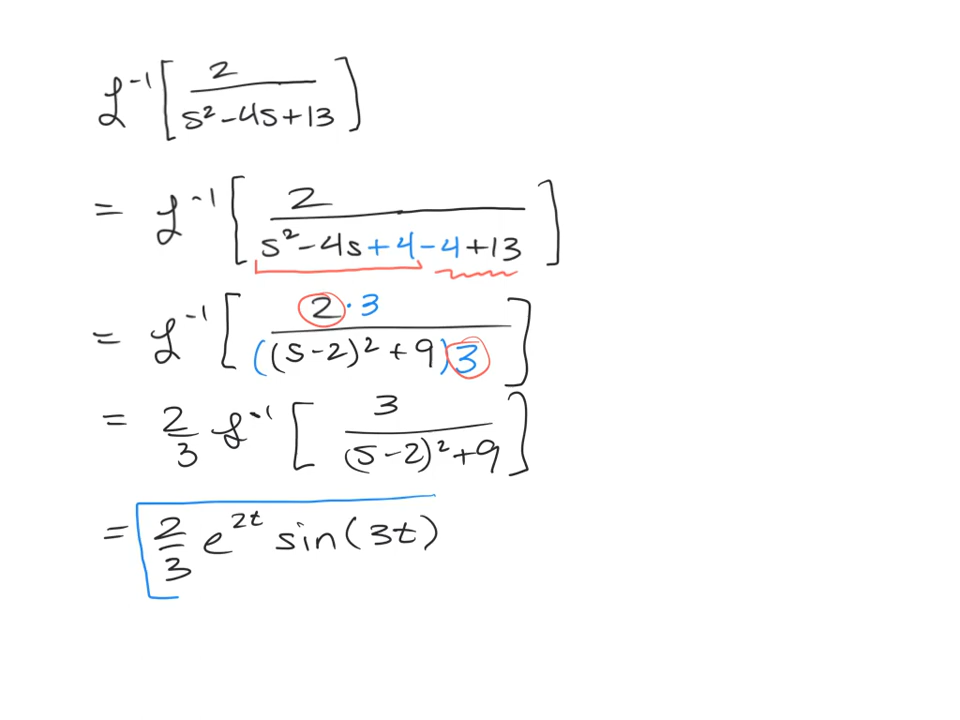 ℒ⁻¹[2/(s²-4s+13)]
= ℒ⁻¹[2/(s²-4s+4-4+13)]
= ℒ⁻¹[2·3/(((s-2)²+9)3)]
= 2/3 ℒ⁻¹[3/((s-2)²+9)]
= 2/3 e^(2t) sin(3t)